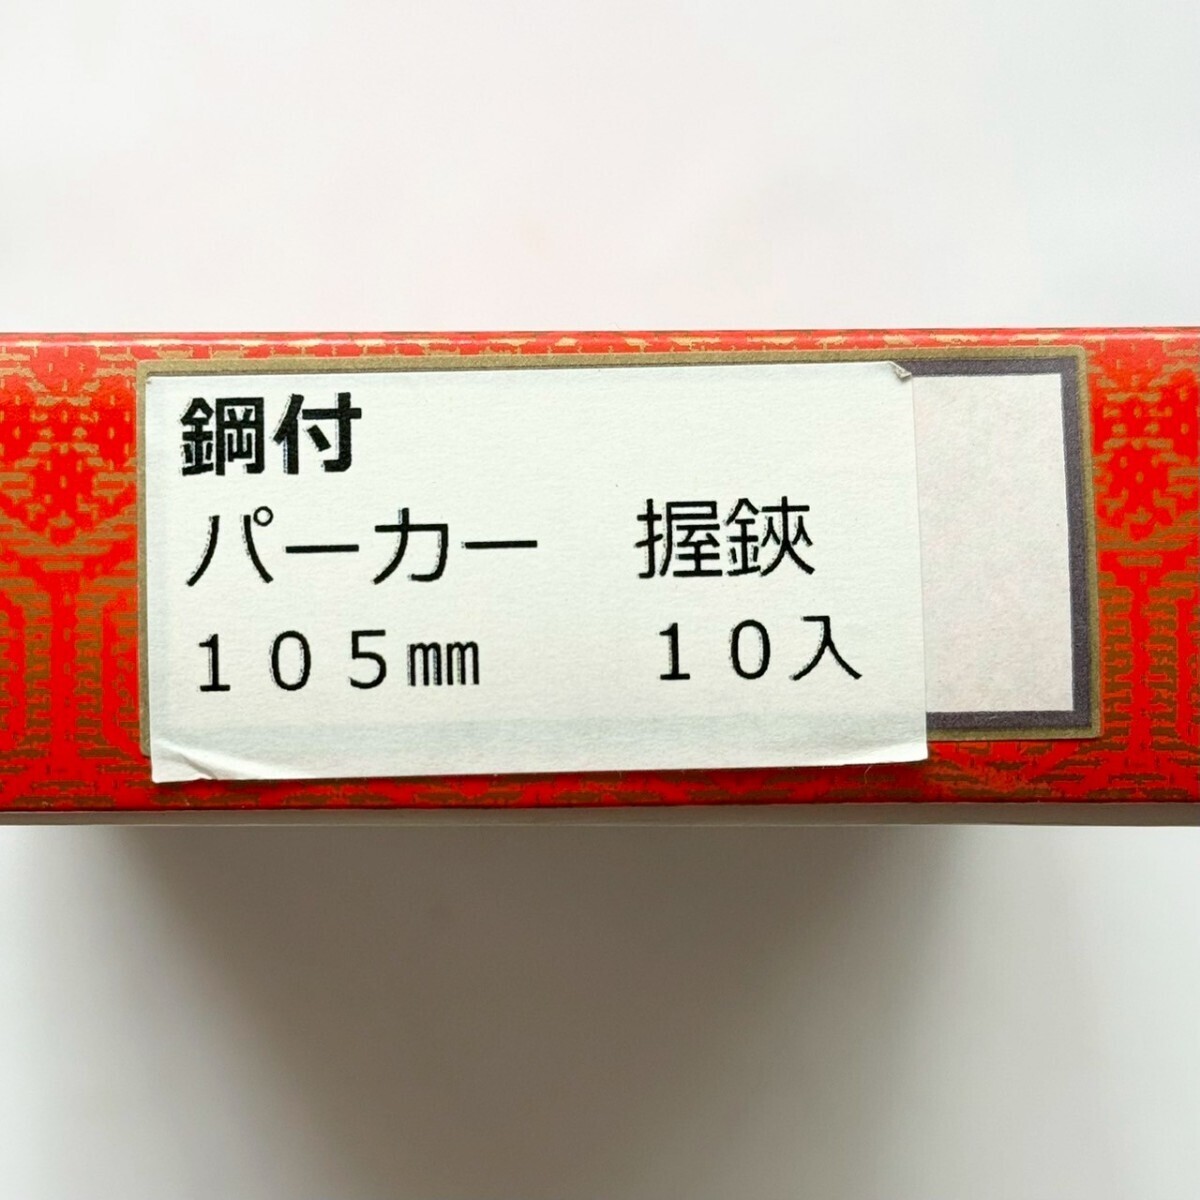 鋼付
パーカー　握鋏
１０５㎜　１０入